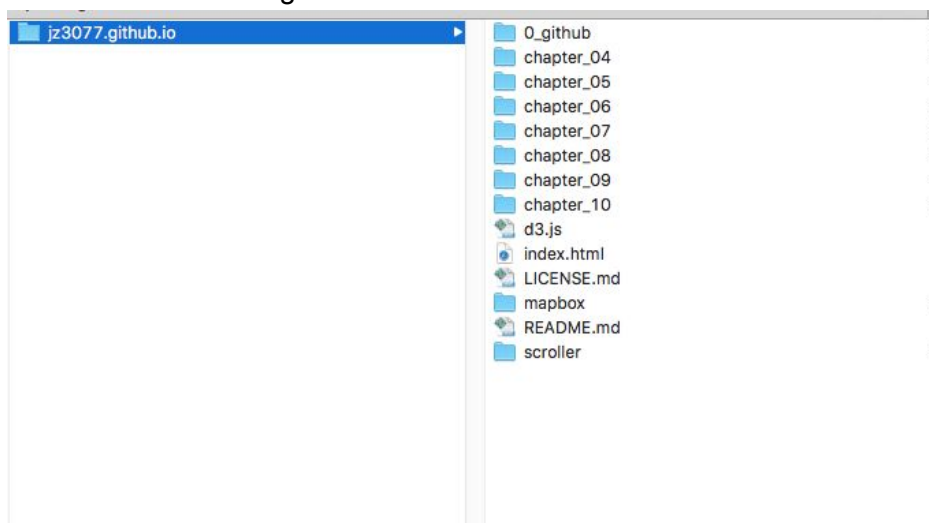 jz3077.github.io
0_github
chapter_04
chapter_05
chapter_06
chapter_07
chapter_08
chapter_09
chapter_10
d3.js
index.html
LICENSE.md
mapbox
README.md
scroller